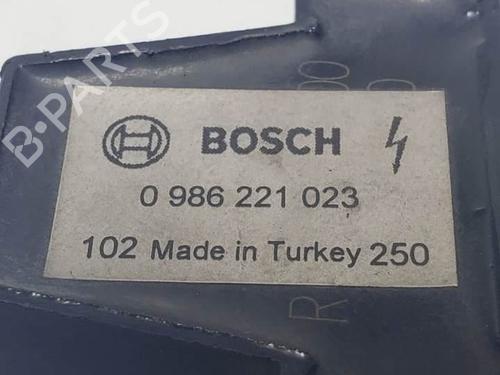 B-PARTS
BOSCH
0 986 221 023
102 Made in Turkey 250